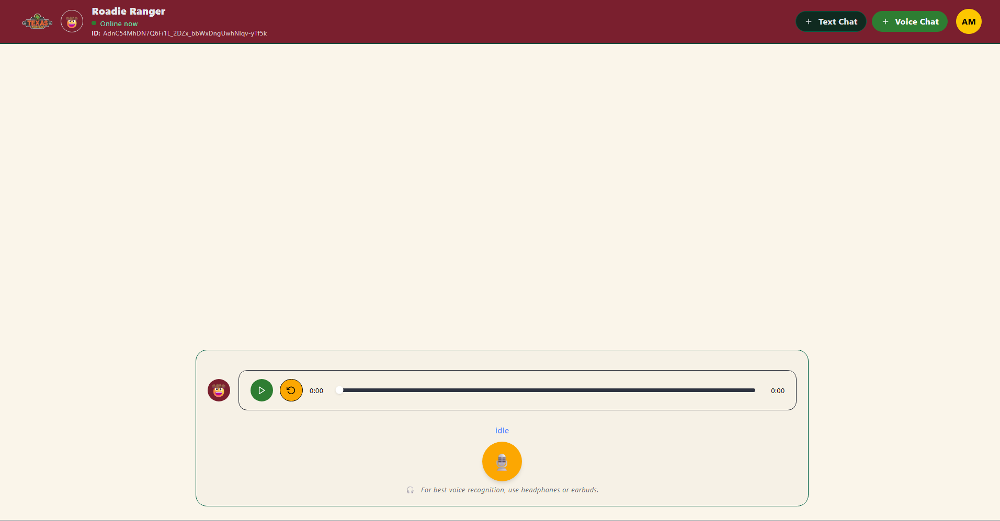 TEXAS
Roadie Ranger
Online now
ID: AdnC54MhDN7Q6Fi1L_2DZx_bbWxDngUwhNIqv-yTf5k
+ Text Chat
+ Voice Chat
AM
0:00
0:00
idle
For best voice recognition, use headphones or earbuds.